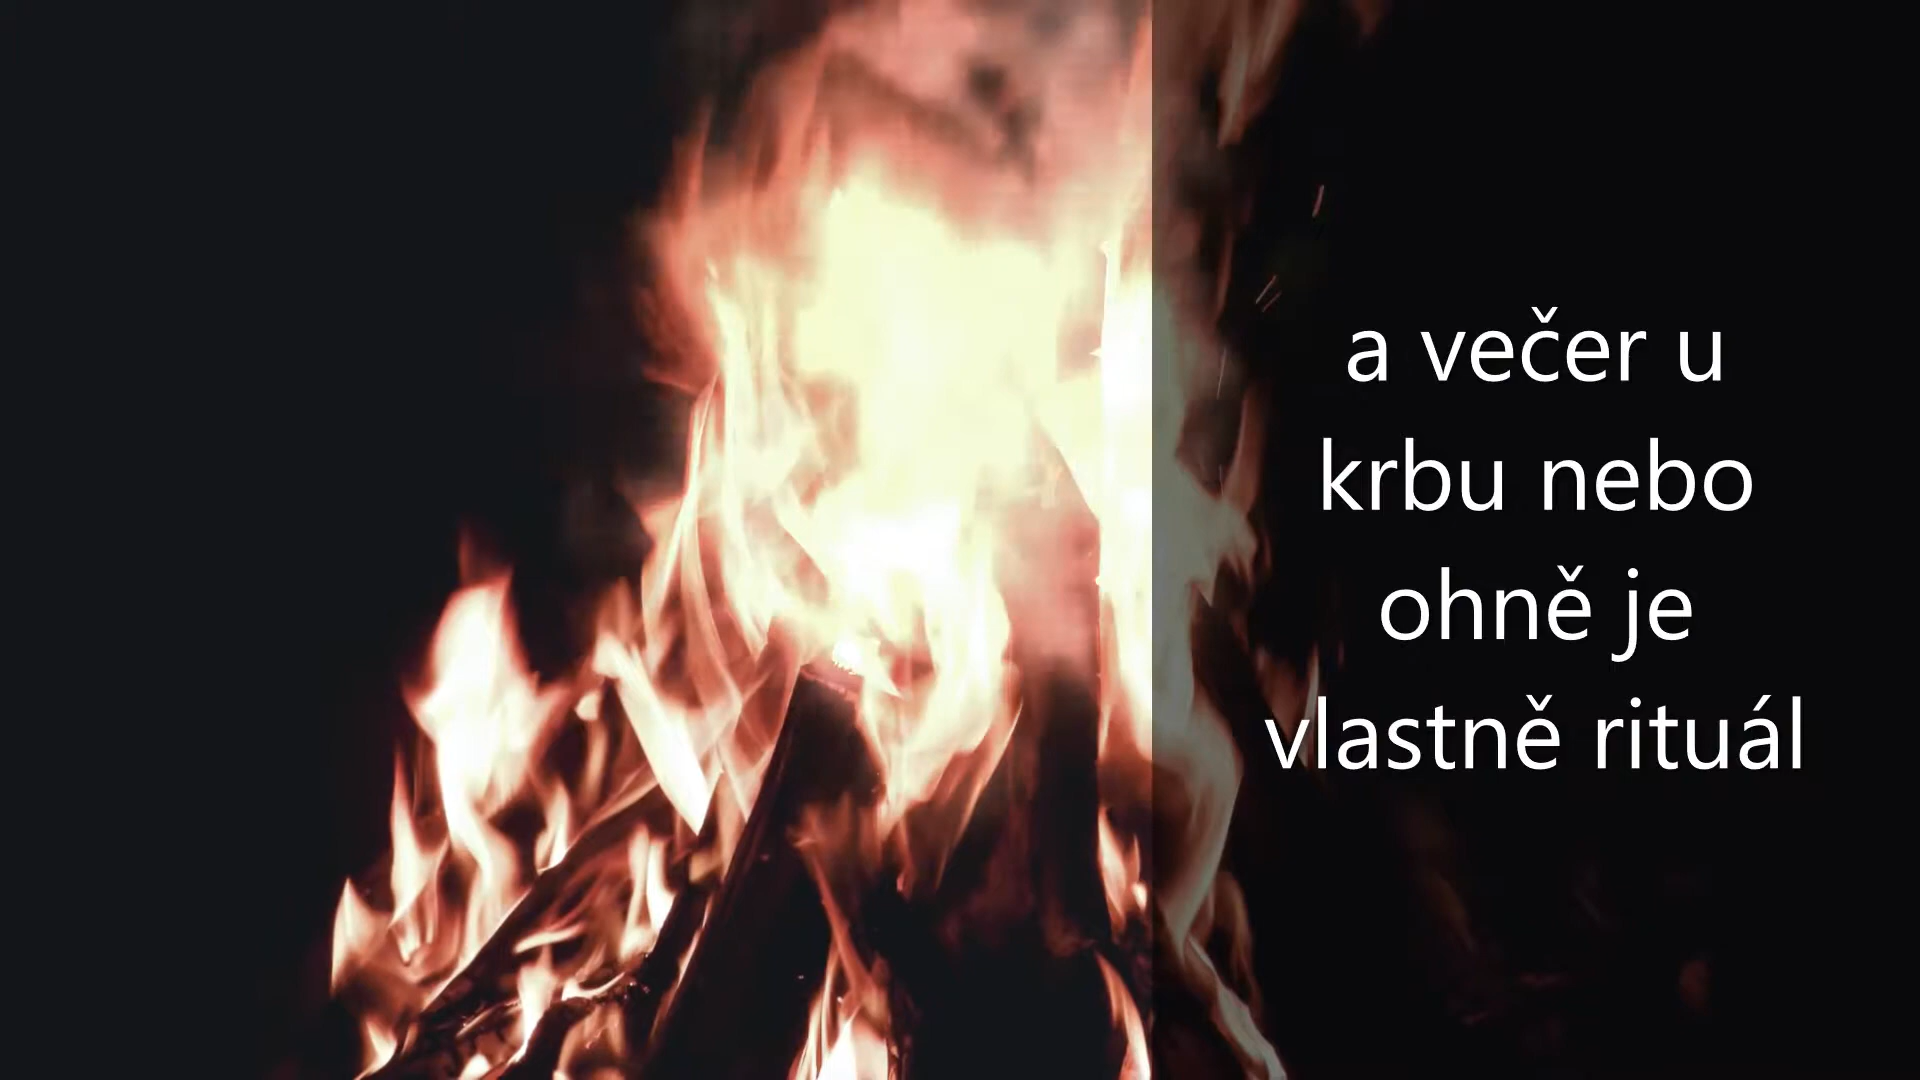 a večer u
krbu nebo
ohně je
vlastně rituál